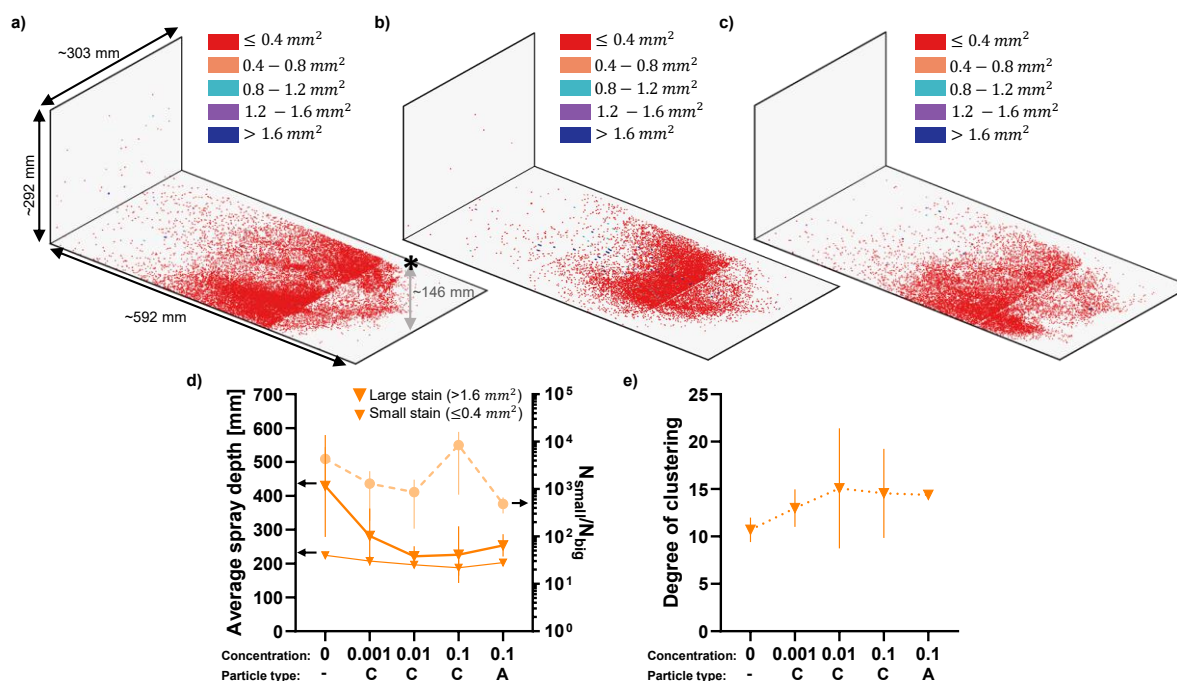 a)
b)
c)
~303 mm
~292 mm
~592 mm
*
~146 mm
≤ 0.4 mm²
0.4 − 0.8 mm²
0.8 − 1.2 mm²
1.2 − 1.6 mm²
> 1.6 mm²
≤ 0.4 mm²
0.4 − 0.8 mm²
0.8 − 1.2 mm²
1.2 − 1.6 mm²
> 1.6 mm²
≤ 0.4 mm²
0.4 − 0.8 mm²
0.8 − 1.2 mm²
1.2 − 1.6 mm²
> 1.6 mm²
d)
Large stain (>1.6 mm²)
Small stain (≤0.4 mm²)
Average spray depth [mm]
700
600
500
400
300
200
100
0
N_small/N_big
10⁵
10⁴
10³
10²
10¹
10⁰
Concentration: 0 0.001 0.01 0.1 0.1
Particle type: - C C C A
e)
Degree of clustering
25
20
15
10
5
0
Concentration: 0 0.001 0.01 0.1 0.1
Particle type: - C C C A